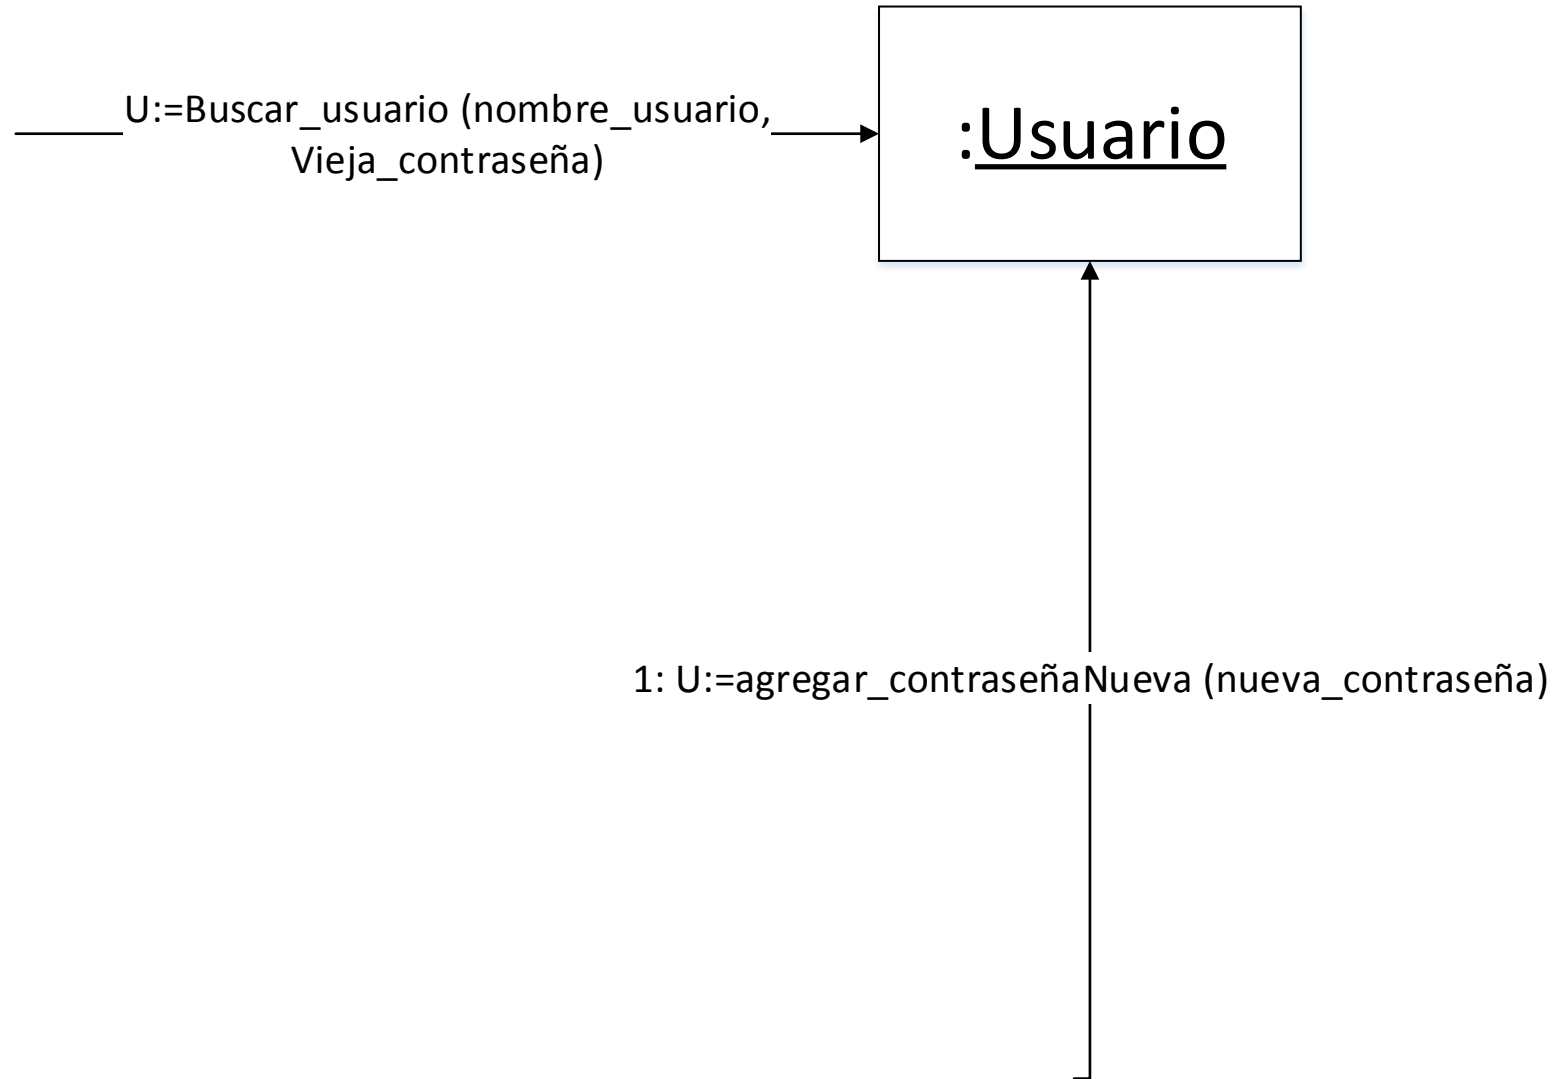 U:=Buscar_usuario (nombre_usuario,
Vieja_contraseña)
:Usuario
1: U:=agregar_contraseñaNueva (nueva_contraseña)